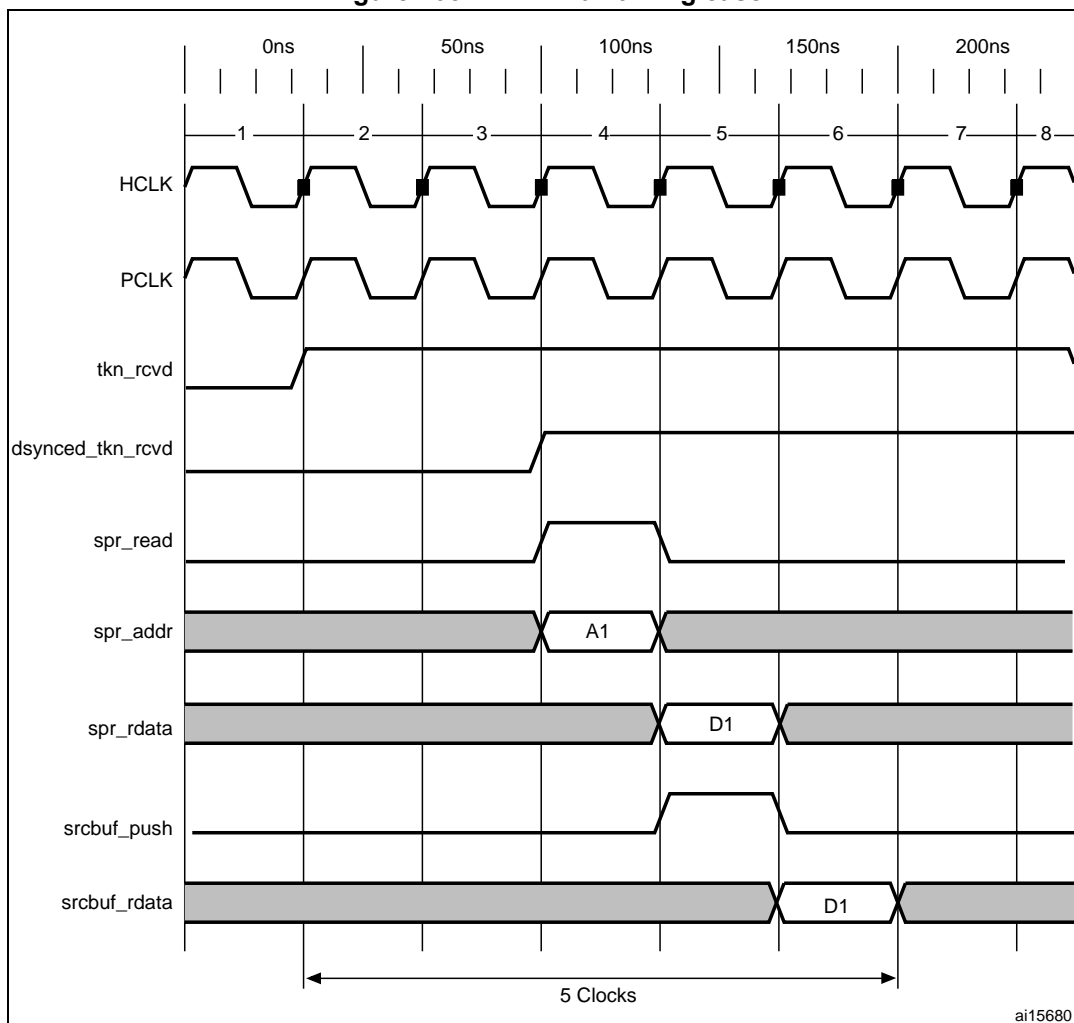 0ns 50ns 100ns 150ns 200ns
1 2 3 4 5 6 7 8
HCLK
PCLK
tkn_rcvd
dsynced_tkn_rcvd
spr_read
spr_addr A1
spr_rdata D1
srcbuf_push
srcbuf_rdata D1
5 Clocks
ai15680